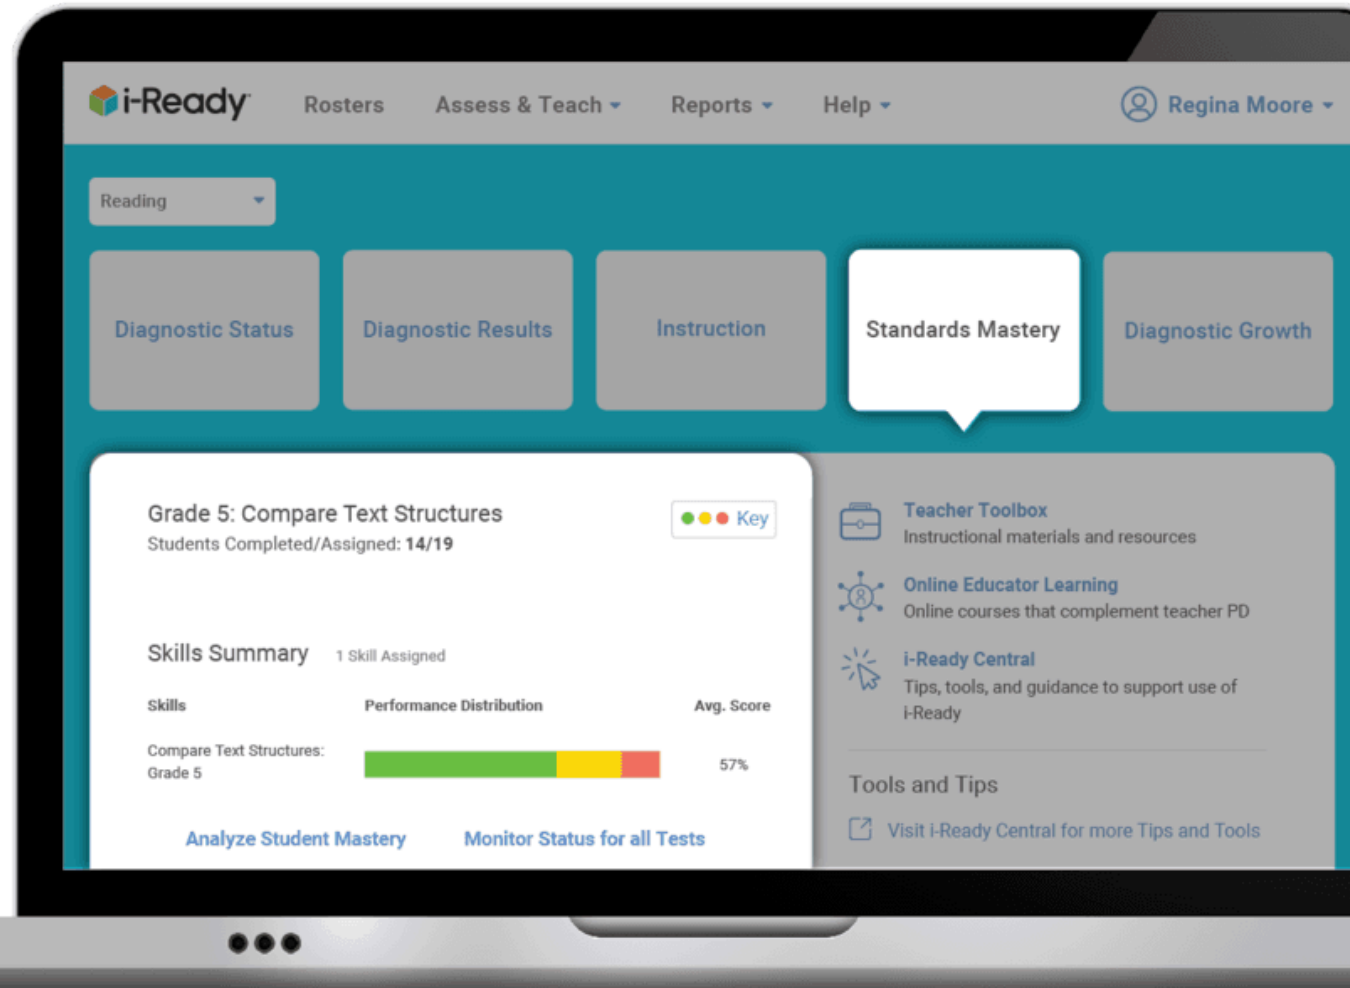 i-Ready
Rosters
Assess & Teach
Reports
Help
Regina Moore
Reading
Diagnostic Status
Diagnostic Results
Instruction
Standards Mastery
Diagnostic Growth
Grade 5: Compare Text Structures
Key
Students Completed/Assigned: 14/19
Skills Summary
1 Skill Assigned
Skills
Performance Distribution
Avg. Score
Compare Text Structures:
Grade 5
57%
Analyze Student Mastery
Monitor Status for all Tests
Teacher Toolbox
Instructional materials and resources
Online Educator Learning
Online courses that complement teacher PD
i-Ready Central
Tips, tools, and guidance to support use of
i-Ready
Tools and Tips
Visit i-Ready Central for more Tips and Tools